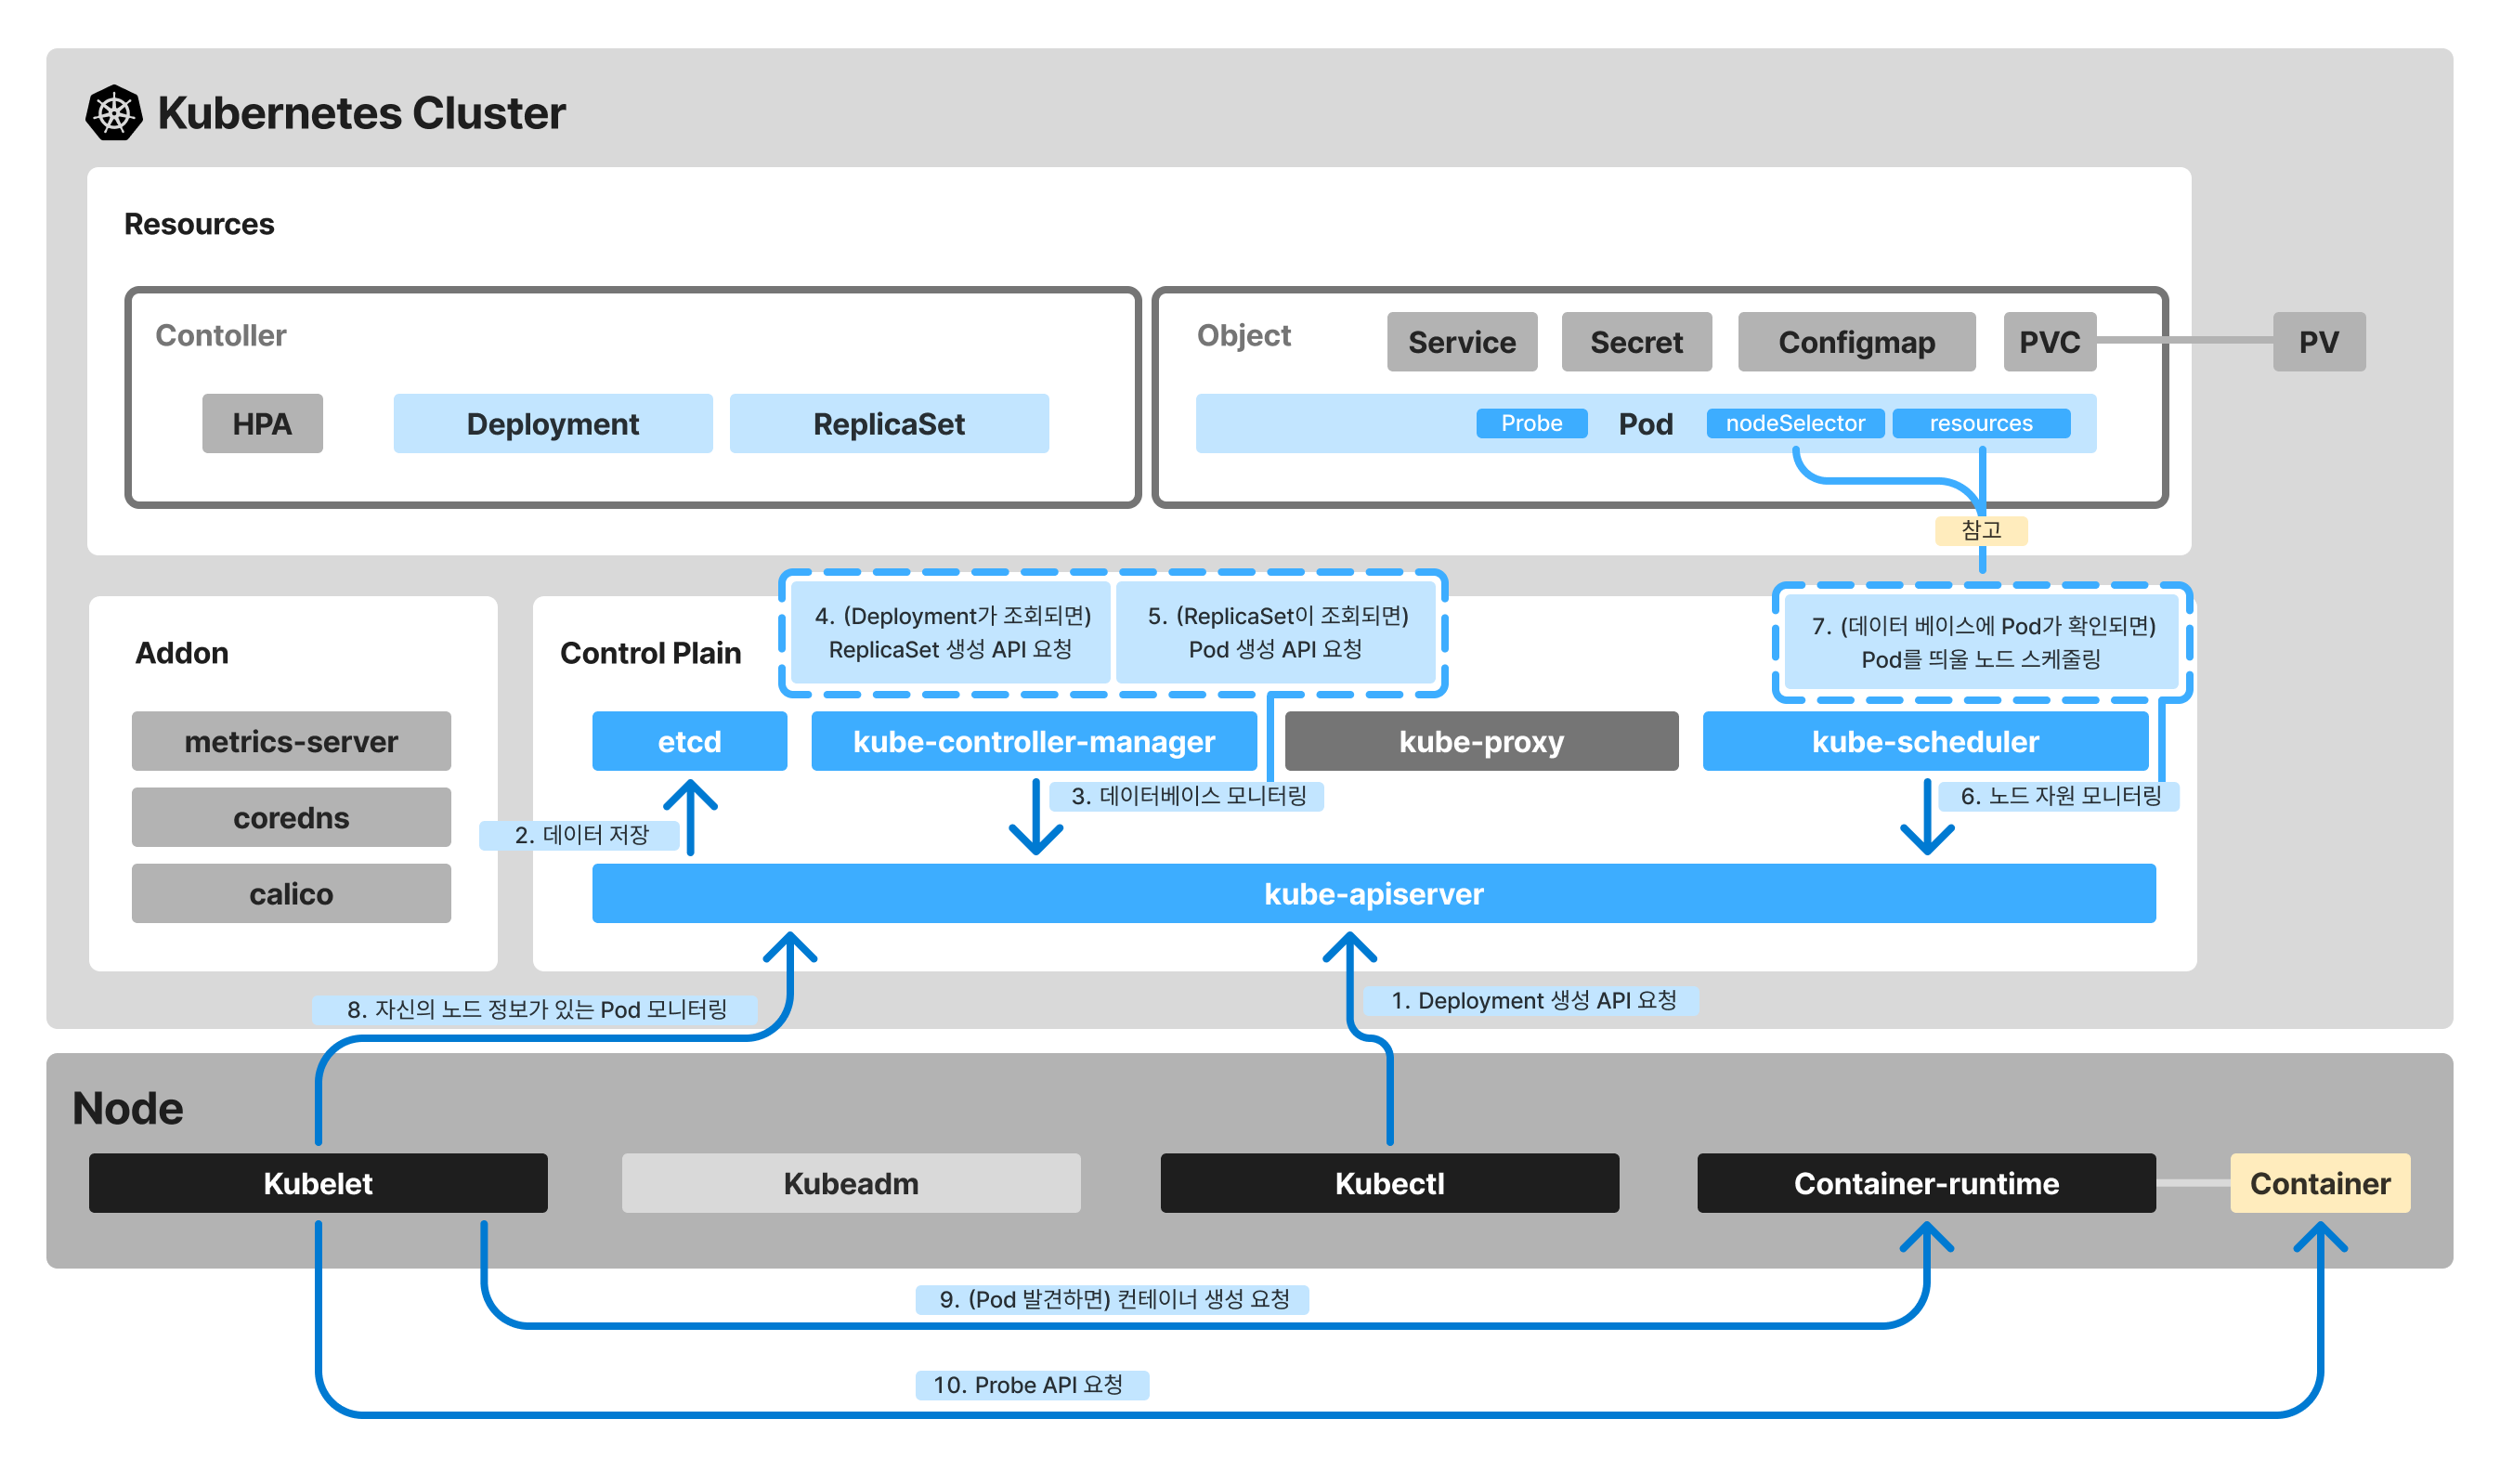 Kubernetes Cluster
Resources
Contoller
HPA
Deployment
ReplicaSet
Object
Service
Secret
Configmap
PVC
PV
Probe
Pod
nodeSelector
resources
참고
Addon
metrics-server
coredns
calico
Control Plain
4. (Deployment가 조회되면)
ReplicaSet 생성 API 요청
5. (ReplicaSet이 조회되면)
Pod 생성 API 요청
7. (데이터 베이스에 Pod가 확인되면)
Pod를 띄울 노드 스케줄링
etcd
kube-controller-manager
kube-proxy
kube-scheduler
2. 데이터 저장
3. 데이터베이스 모니터링
6. 노드 자원 모니터링
kube-apiserver
8. 자신의 노드 정보가 있는 Pod 모니터링
1. Deployment 생성 API 요청
Node
Kubelet
Kubeadm
Kubectl
Container-runtime
Container
9. (Pod 발견하면) 컨테이너 생성 요청
10. Probe API 요청